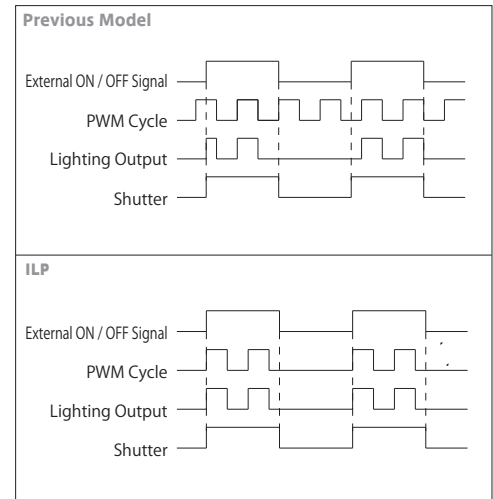 Previous Model
External ON / OFF Signal
PWM Cycle
Lighting Output
Shutter
ILP
External ON / OFF Signal
PWM Cycle
Lighting Output
Shutter